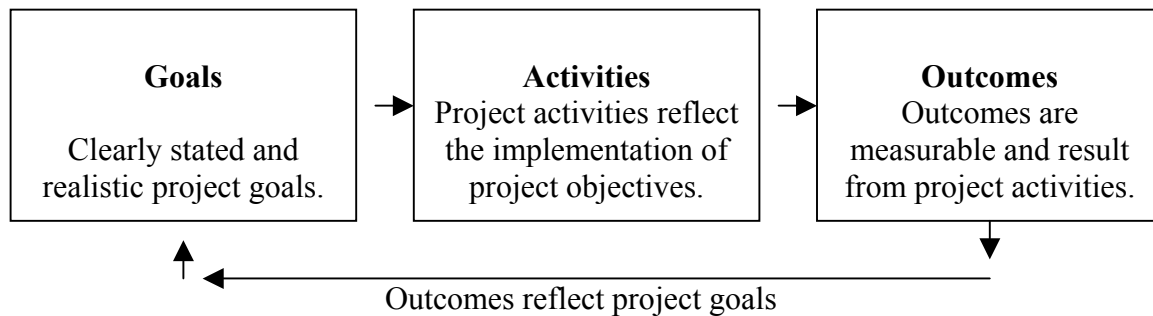 Goals
Clearly stated and
realistic project goals.
Activities
Project activities reflect
the implementation of
project objectives.
Outcomes
Outcomes are
measurable and result
from project activities.
Outcomes reflect project goals